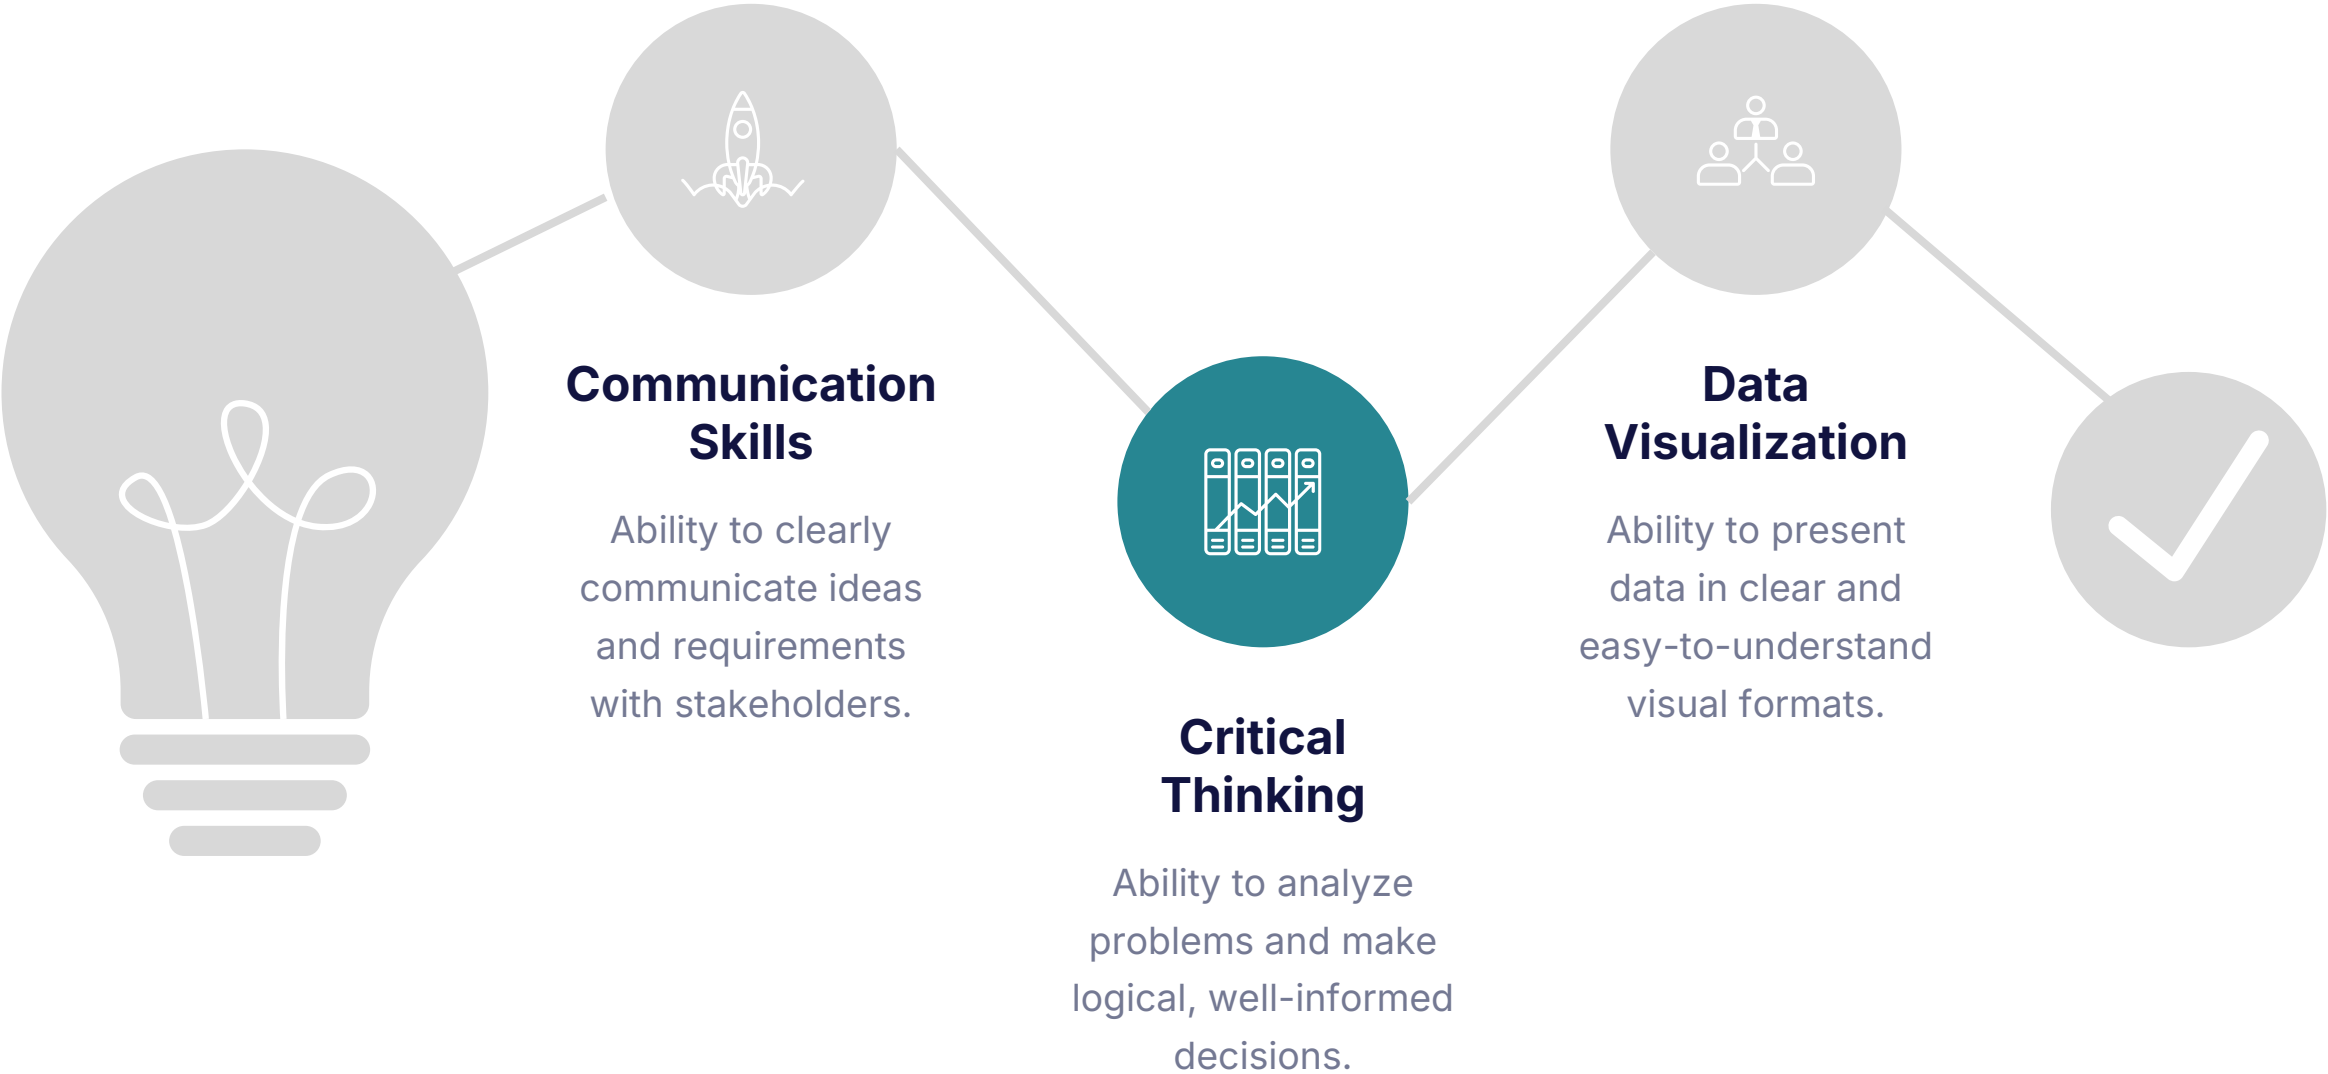 Communication
Skills
Ability to clearly
communicate ideas
and requirements
with stakeholders.
Critical
Thinking
Ability to analyze
problems and make
logical, well-informed
decisions.
Data
Visualization
Ability to present
data in clear and
easy-to-understand
visual formats.